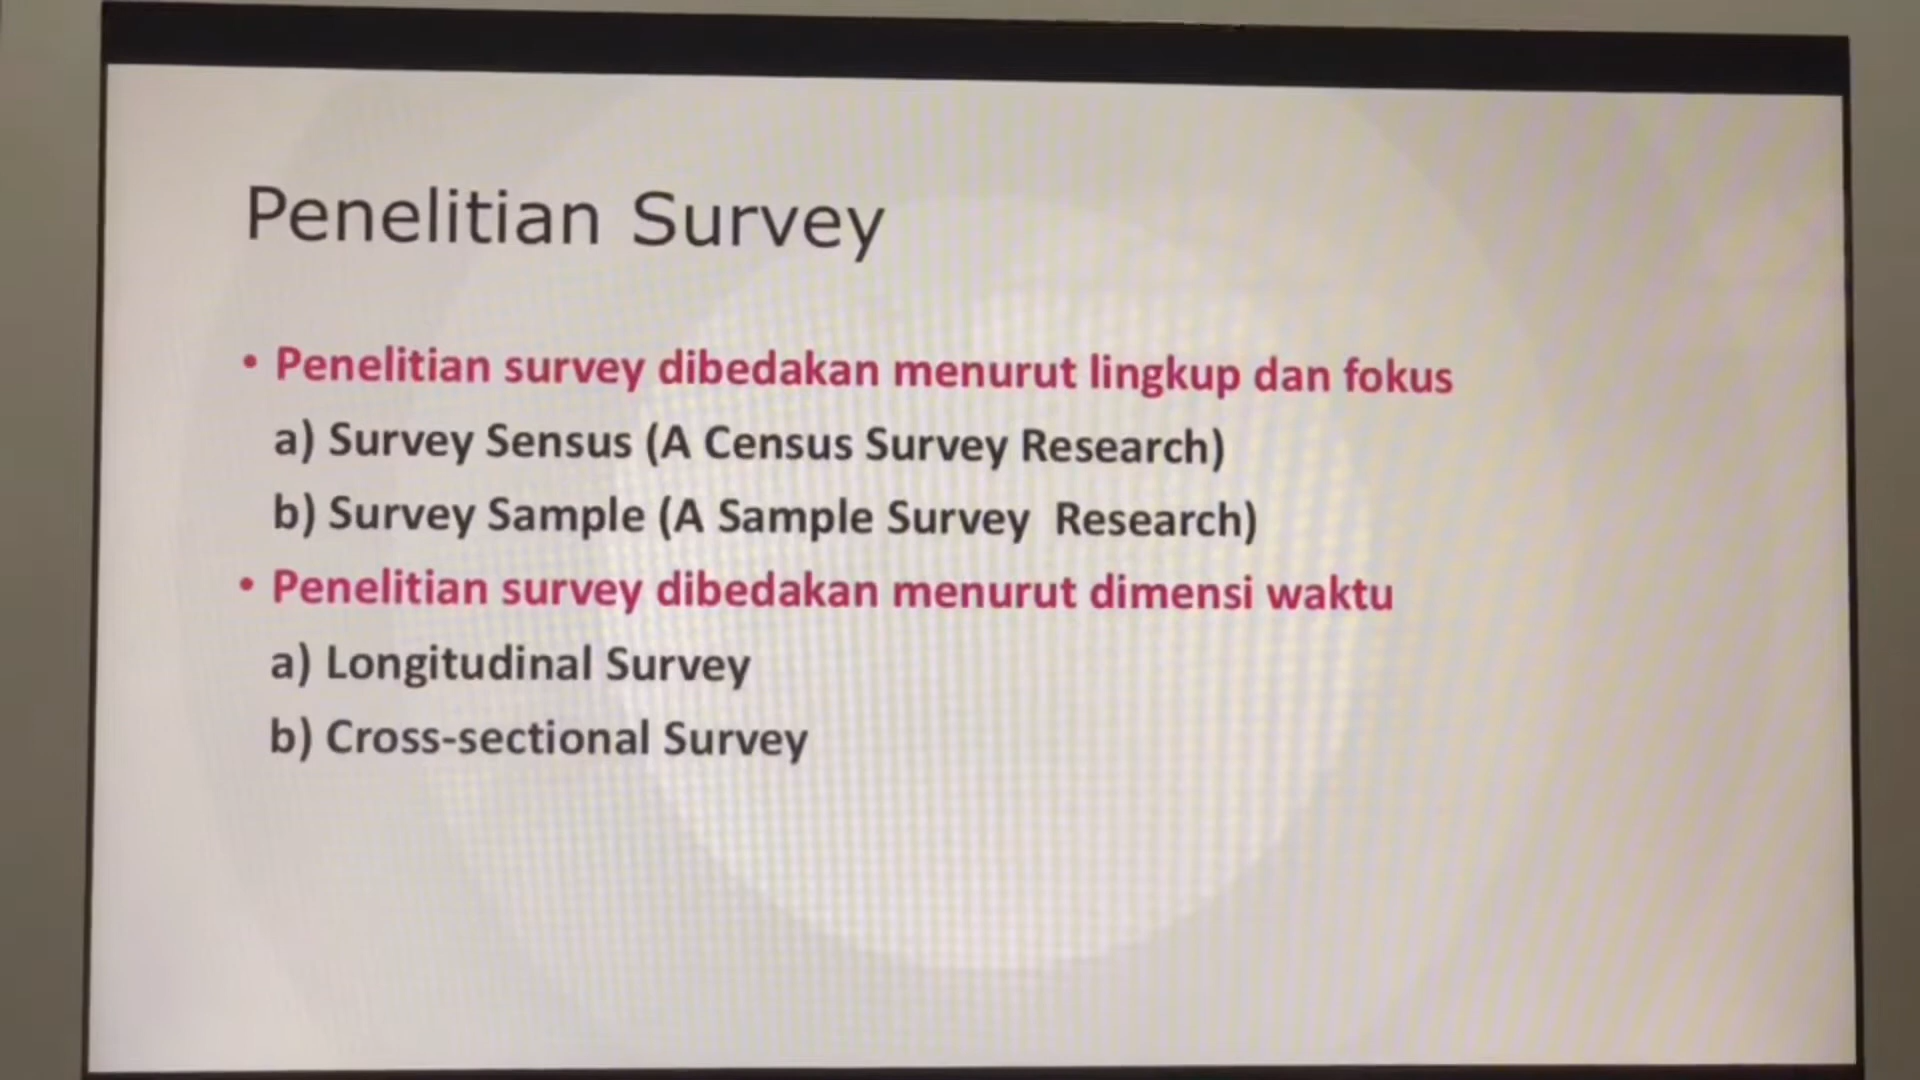 Penelitian Survey
• Penelitian survey dibedakan menurut lingkup dan fokus
a) Survey Sensus (A Census Survey Research)
b) Survey Sample (A Sample Survey Research)
• Penelitian survey dibedakan menurut dimensi waktu
a) Longitudinal Survey
b) Cross-sectional Survey